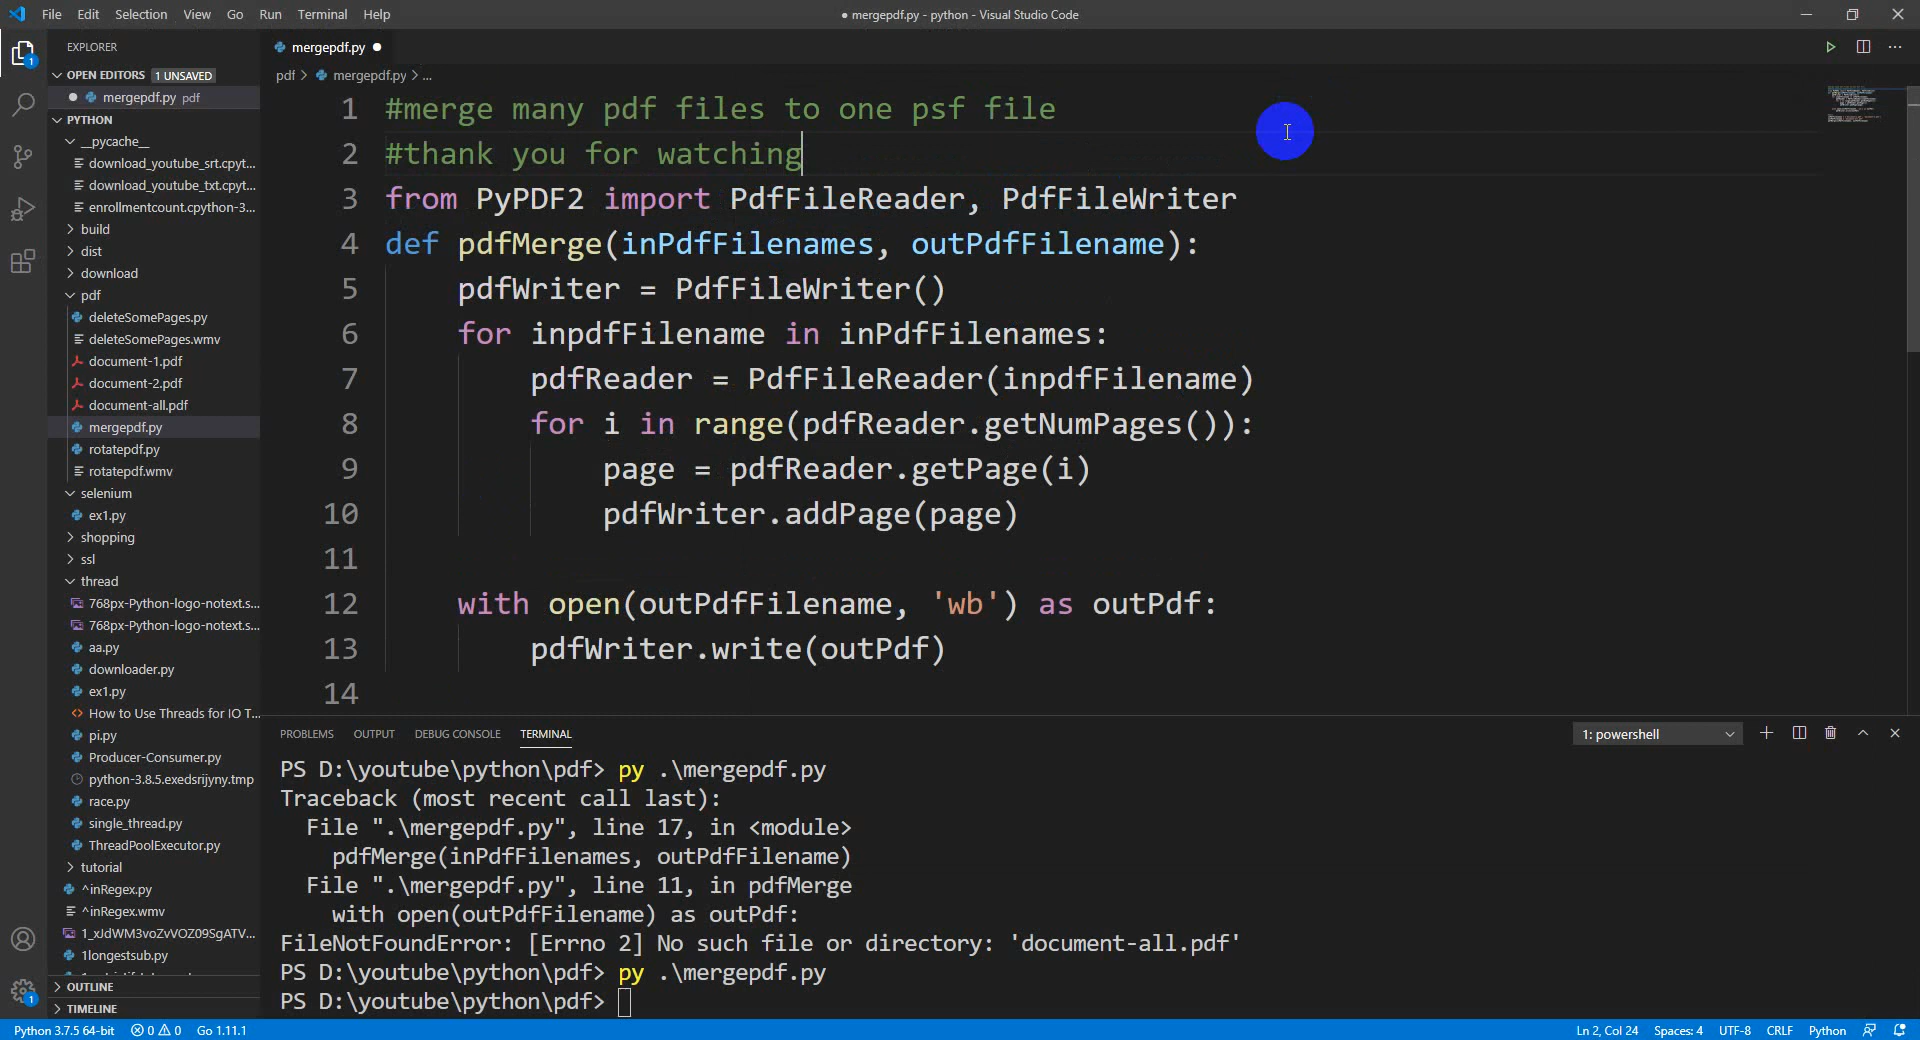 File Edit Selection View Go Run Terminal Help
● mergepdf.py - python - Visual Studio Code
EXPLORER
OPEN EDITORS 1 UNSAVED
mergepdf.py pdf
PYTHON
__pycache__
download_youtube_srt.cpyt...
download_youtube_txt.cpyt...
enrollmentcount.cpython-3...
build
dist
download
pdf
deleteSomePages.py
deleteSomePages.wmv
document-1.pdf
document-2.pdf
document-all.pdf
mergepdf.py
rotatepdf.py
rotatepdf.wmv
selenium
ex1.py
shopping
ssl
thread
768px-Python-logo-notext.s...
768px-Python-logo-notext.s...
aa.py
downloader.py
ex1.py
How to Use Threads for IO T...
pi.py
Producer-Consumer.py
python-3.8.5.exedsrijyny.tmp
race.py
single_thread.py
ThreadPoolExecutor.py
tutorial
^inRegex.py
^inRegex.wmv
1_xJdWM3voZvVOZ09SgATV...
1longestsub.py
OUTLINE
TIMELINE
mergepdf.py
pdf > mergepdf.py > ...
1 #merge many pdf files to one psf file
2 #thank you for watching
3 from PyPDF2 import PdfFileReader, PdfFileWriter
4 def pdfMerge(inPdfFilenames, outPdfFilename):
5 pdfWriter = PdfFileWriter()
6 for inpdfFilename in inPdfFilenames:
7 pdfReader = PdfFileReader(inpdfFilename)
8 for i in range(pdfReader.getNumPages()):
9 page = pdfReader.getPage(i)
10 pdfWriter.addPage(page)
11
12 with open(outPdfFilename, 'wb') as outPdf:
13 pdfWriter.write(outPdf)
14
PROBLEMS OUTPUT DEBUG CONSOLE TERMINAL
1: powershell
PS D:\youtube\python\pdf> py .\mergepdf.py
Traceback (most recent call last):
File ".\mergepdf.py", line 17, in <module>
pdfMerge(inPdfFilenames, outPdfFilename)
File ".\mergepdf.py", line 11, in pdfMerge
with open(outPdfFilename) as outPdf:
FileNotFoundError: [Errno 2] No such file or directory: 'document-all.pdf'
PS D:\youtube\python\pdf> py .\mergepdf.py
PS D:\youtube\python\pdf>
Python 3.7.5 64-bit 0 0 Go 1.11.1
Ln 2, Col 24 Spaces: 4 UTF-8 CRLF Python